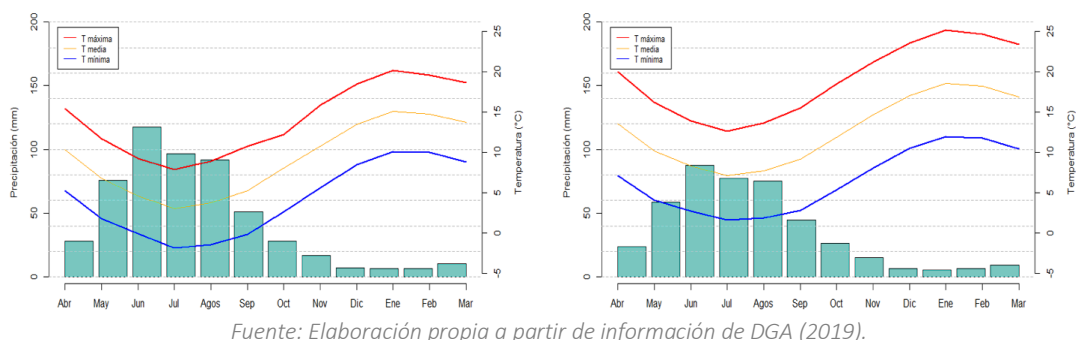 200
150
100
50
0
Precipitación (mm)
T máxima
T media
T mínima
25
20
15
10
5
0
-5
Temperatura (°C)
Abr May Jun Jul Agos Sep Oct Nov Dic Ene Feb Mar
200
150
100
50
0
Precipitación (mm)
T máxima
T media
T mínima
25
20
15
10
5
0
-5
Temperatura (°C)
Abr May Jun Jul Agos Sep Oct Nov Dic Ene Feb Mar
Fuente: Elaboración propia a partir de información de DGA (2019).